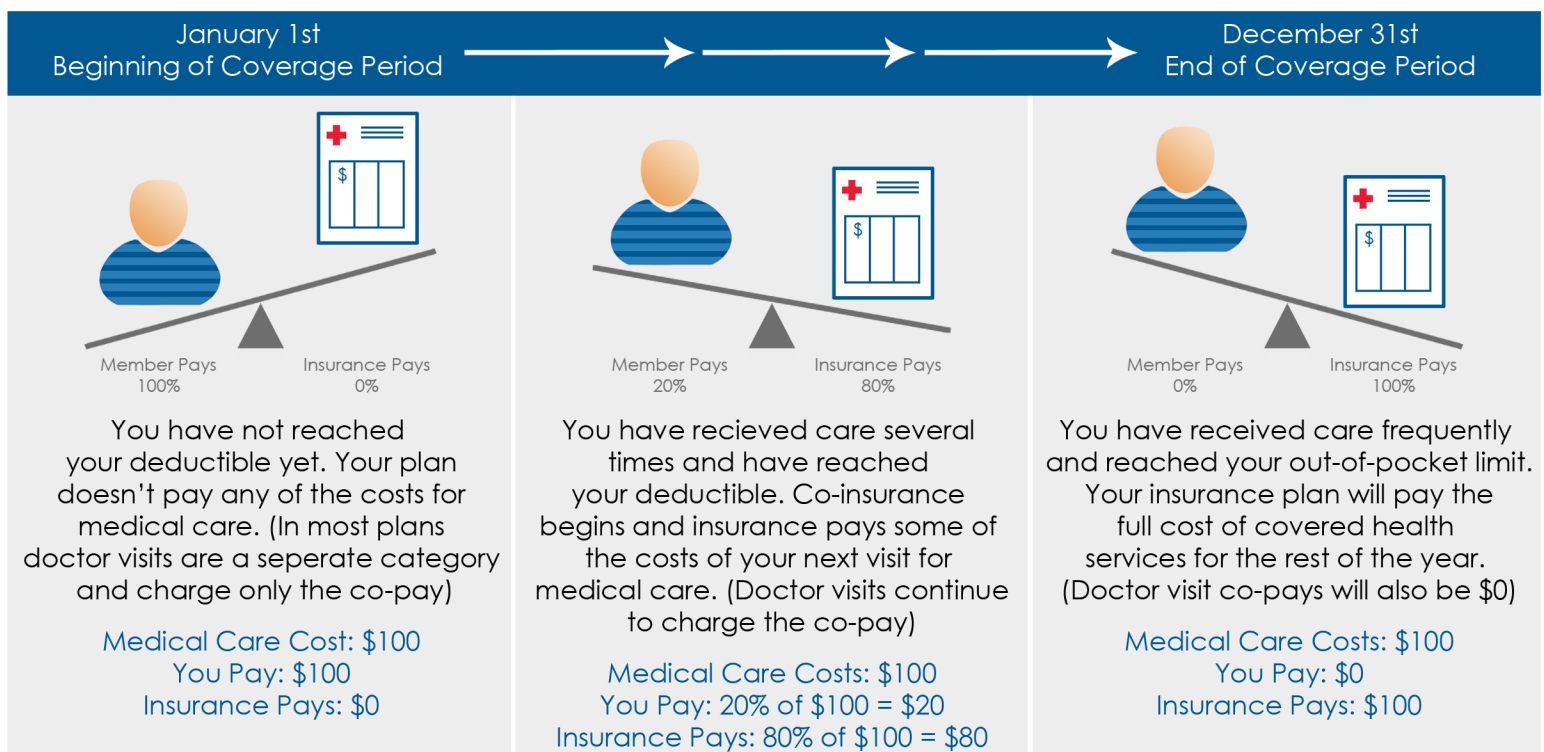 January 1st
Beginning of Coverage Period
December 31st
End of Coverage Period
$
Member Pays
100%
Insurance Pays
0%
You have not reached
your deductible yet. Your plan
doesn't pay any of the costs for
medical care. (In most plans
doctor visits are a seperate category
and charge only the co-pay)
Medical Care Cost: $100
You Pay: $100
Insurance Pays: $0
$
Member Pays
20%
Insurance Pays
80%
You have recieved care several
times and have reached
your deductible. Co-insurance
begins and insurance pays some of
the costs of your next visit for
medical care. (Doctor visits continue
to charge the co-pay)
Medical Care Costs: $100
You Pay: 20% of $100 = $20
Insurance Pays: 80% of $100 = $80
$
Member Pays
0%
Insurance Pays
100%
You have received care frequently
and reached your out-of-pocket limit.
Your insurance plan will pay the
full cost of covered health
services for the rest of the year.
(Doctor visit co-pays will also be $0)
Medical Care Costs: $100
You Pay: $0
Insurance Pays: $100